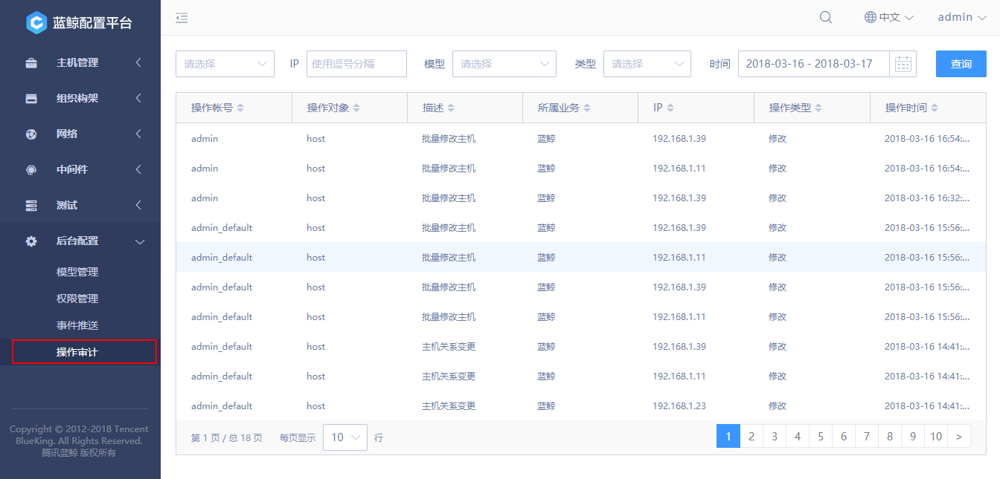 蓝鲸配置平台
中文 admin
主机管理
组织构架
网络
中间件
测试
后台配置
模型管理
权限管理
事件推送
操作审计
Copyright © 2012-2018 Tencent
BlueKing. All Rights Reserved.
腾讯蓝鲸 版权所有
请选择 IP 使用逗号分隔 模型 请选择 类型 请选择 时间 2018-03-16 - 2018-03-17 查询
操作帐号 操作对象 描述 所属业务 IP 操作类型 操作时间
admin host 批量修改主机 蓝鲸 192.168.1.39 修改 2018-03-16 16:54:...
admin host 批量修改主机 蓝鲸 192.168.1.11 修改 2018-03-16 16:54:...
admin host 批量修改主机 蓝鲸 192.168.1.39 修改 2018-03-16 16:32:...
admin_default host 批量修改主机 蓝鲸 192.168.1.39 修改 2018-03-16 15:56:...
admin_default host 批量修改主机 蓝鲸 192.168.1.11 修改 2018-03-16 15:56:...
admin_default host 批量修改主机 蓝鲸 192.168.1.39 修改 2018-03-16 15:56:...
admin_default host 批量修改主机 蓝鲸 192.168.1.11 修改 2018-03-16 15:56:...
admin_default host 主机关系变更 蓝鲸 192.168.1.39 修改 2018-03-16 14:41:...
admin_default host 主机关系变更 蓝鲸 192.168.1.11 修改 2018-03-16 14:41:...
admin_default host 主机关系变更 蓝鲸 192.168.1.23 修改 2018-03-16 14:41:...
第 1 页 / 总 18 页 每页显示 10 行 1 2 3 4 5 6 7 8 9 10 >